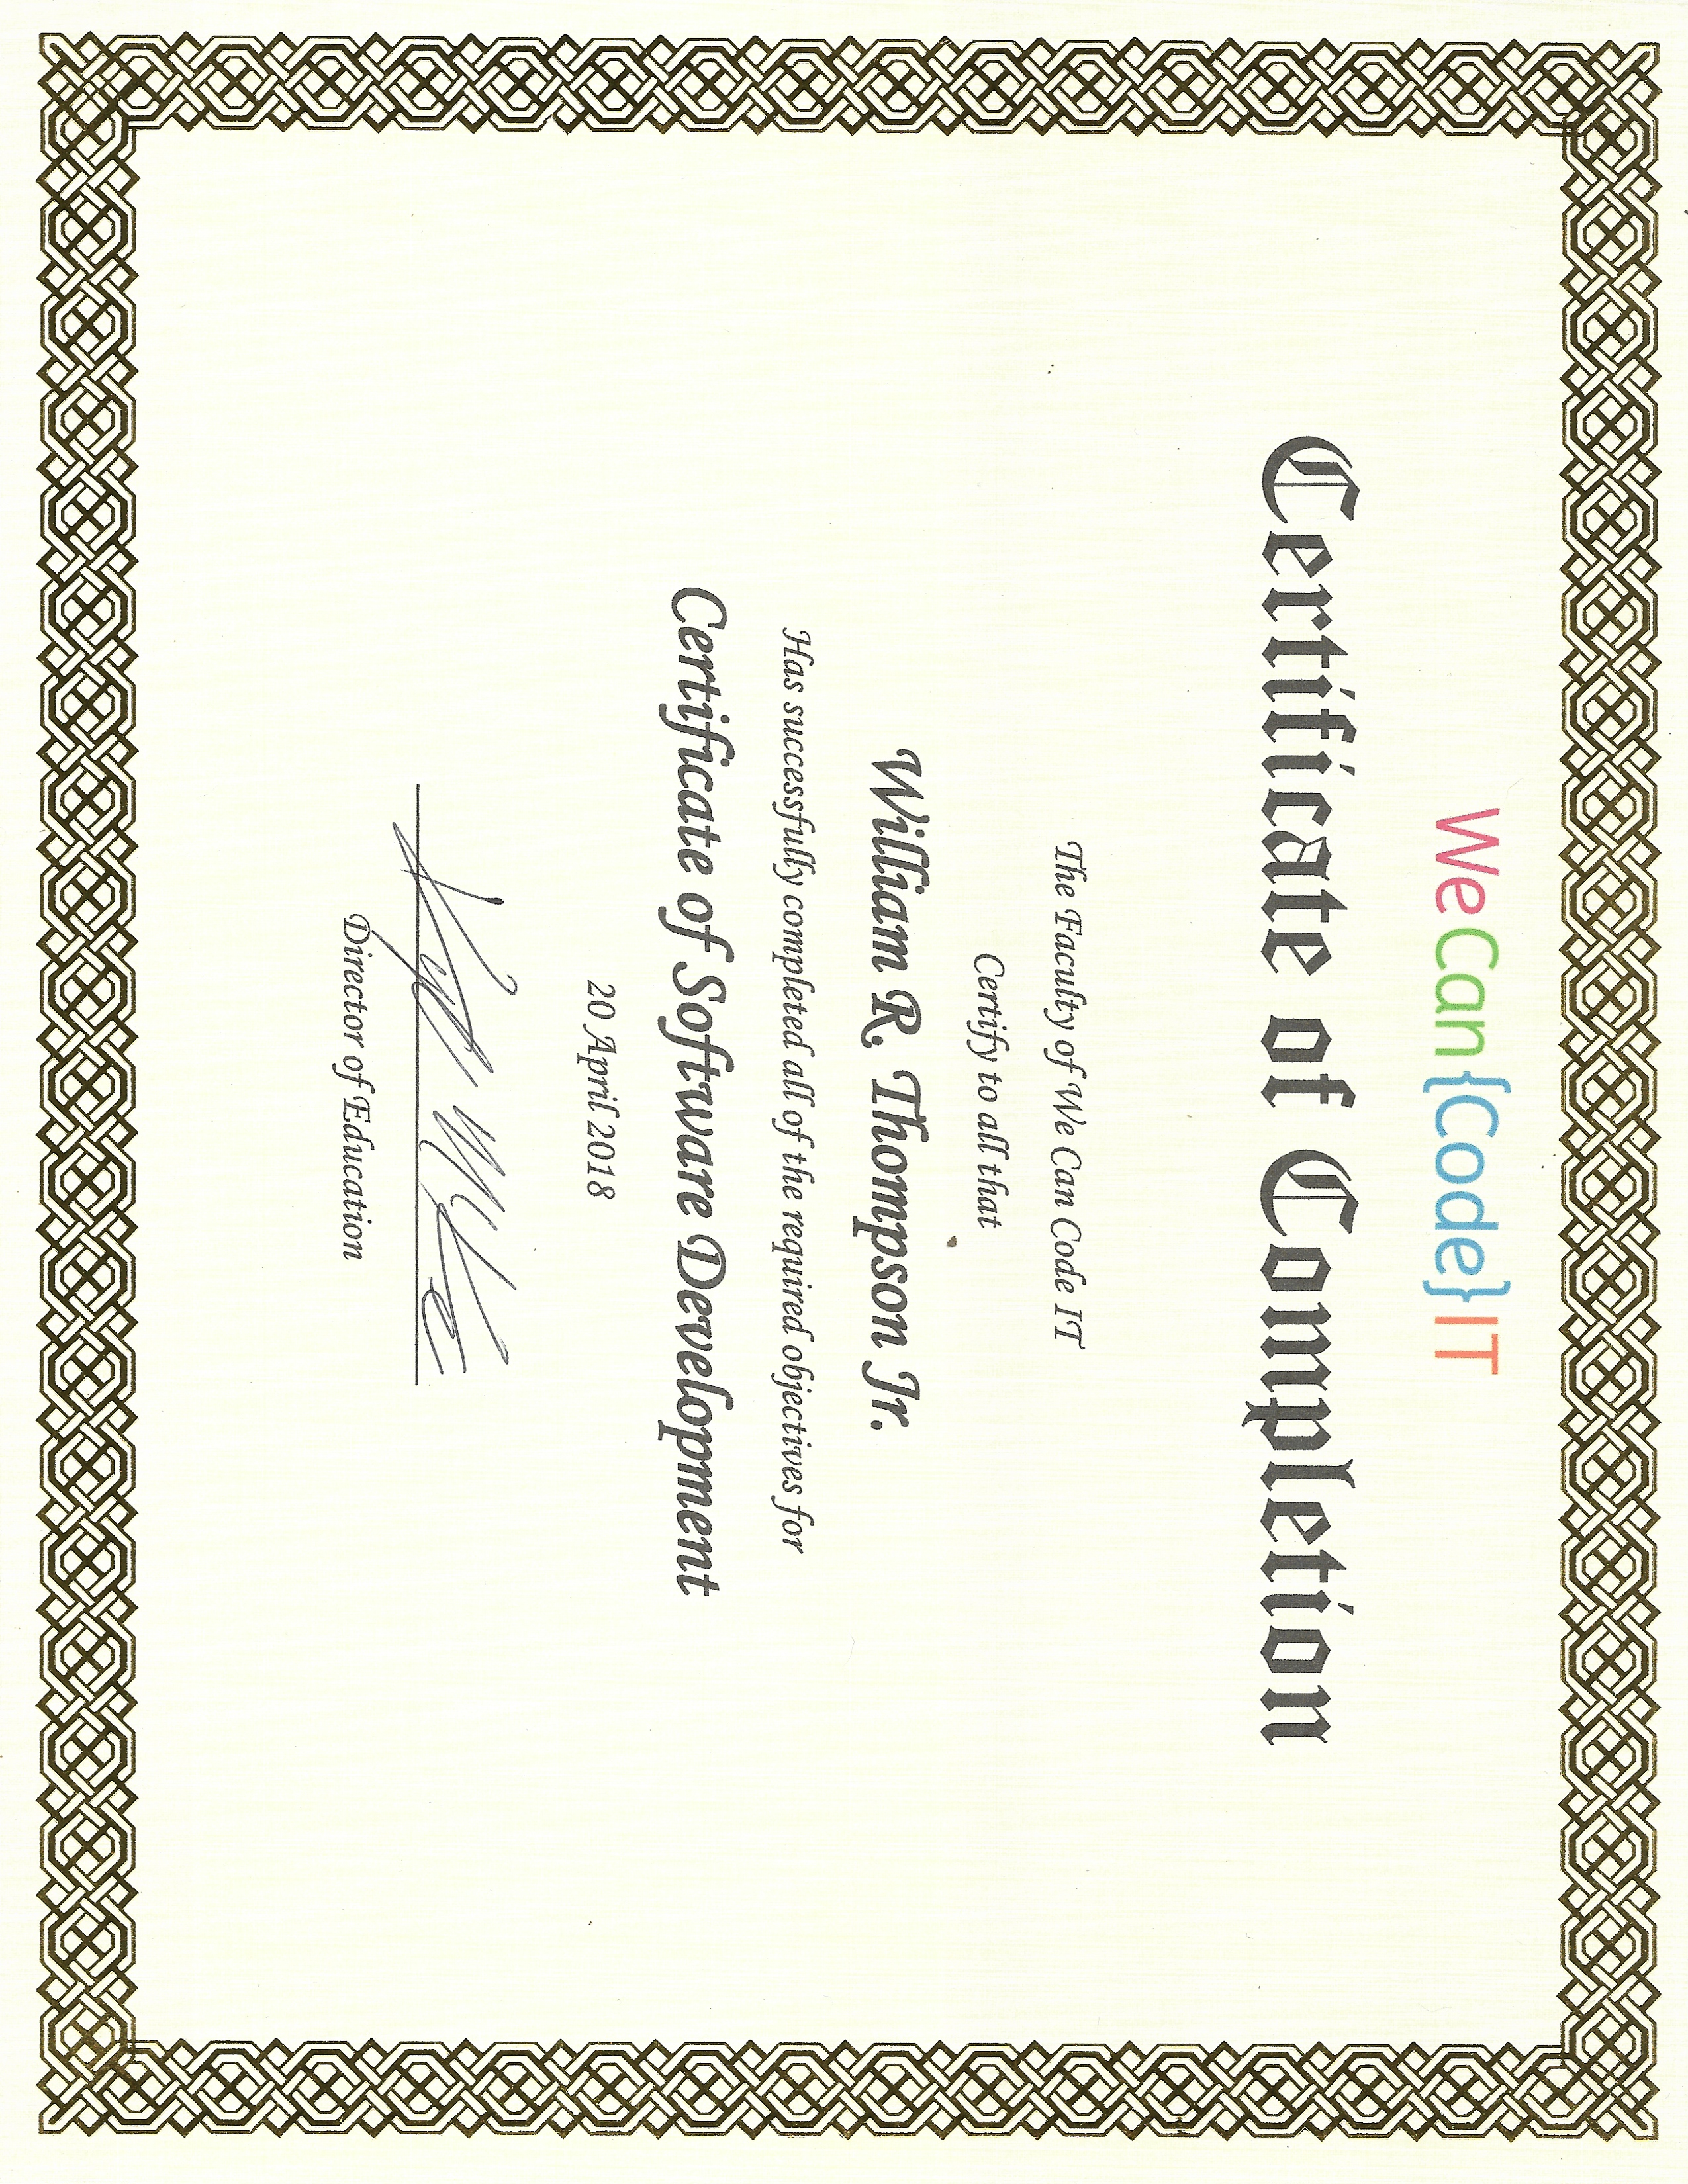 We Can {Code} IT
Certificate of Completion
The Faculty of We Can Code IT
Certify to all that
William R. Thompson Jr.
Has successfully completed all of the required objectives for
Certificate of Software Development
20 April 2018
Director of Education